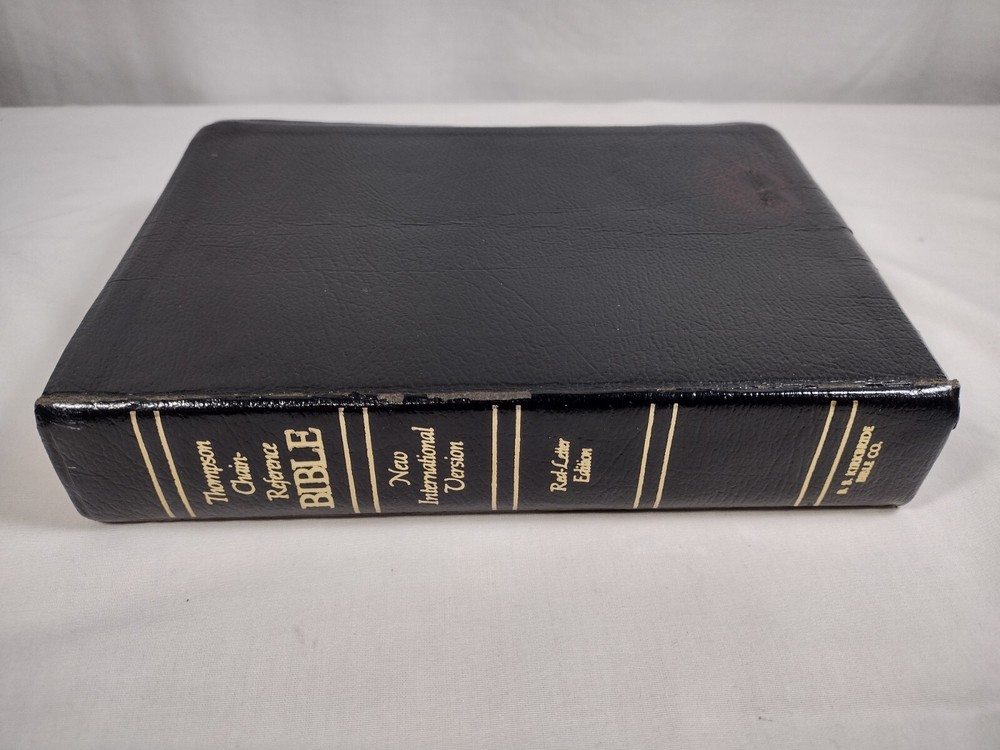 Thompson
Chain-
Reference
BIBLE
New
International
Version
Red-Letter
Edition
B. B. KIRKBRIDE
BIBLE CO.